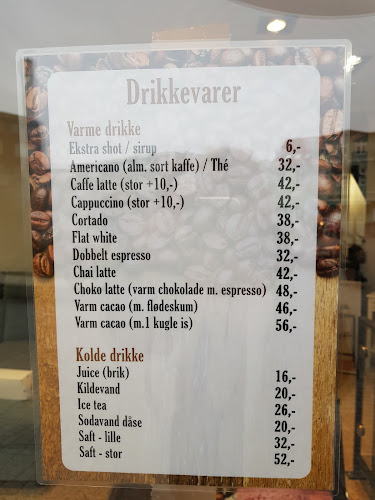 Drikkevarer
Varme drikke
Ekstra shot / sirup 6,-
Americano (alm. sort kaffe) / Thé 32,-
Caffe latte (stor +10,-) 42,-
Cappuccino (stor +10,-) 42,-
Cortado 38,-
Flat white 38,-
Dobbelt espresso 32,-
Chai latte 42,-
Choko latte (varm chokolade m. espresso) 48,-
Varm cacao (m. flødeskum) 46,-
Varm cacao (m.1 kugle is) 56,-
Kolde drikke
Juice (brik) 16,-
Kildevand 20,-
Ice tea 26,-
Sodavand dåse 20,-
Saft - lille 32,-
Saft - stor 52,-